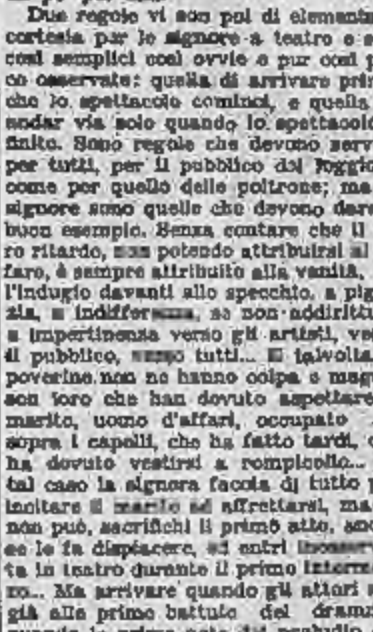 Due regole vi son poi di elementa
cortesia per le signore a teatro e s
così semplici così ovvie e pur così p
co osservate: quella di arrivare prim
che lo spettacolo cominci, e quella
andar via solo quando lo spettacolo
finito. Sono regole che devono serv
per tutti, per il pubblico del loggio
come per quello delle poltrone; ma
signore sono quelle che devono dare
buon esempio. Senza contare che il
ro ritardo, non potendo attribuirsi al
fare, è sempre attribuito alla vanità,
l'indugio davanti allo specchio, a pig
zia, a indifferenza, se non addirittu
a impertinenza verso gli artisti, ve
il pubblico, verso tutti... E talvolta
poverine non ne hanno colpa e mag
son loro che han dovuto aspettare
marito, uomo d'affari, occupato
sopra i capelli, che ha fatto tardi,
ha dovuto vestirsi a rompicollo...
tal caso la signora faccia di tutto p
incitare il marito ad affrettarsi, ma
non può, sacrifichi il primo atto, an
se le fa dispiacere, ed entri
ta in teatro durante il primo
no... Ma arrivare quando gli attori
già alle prime battute del dram